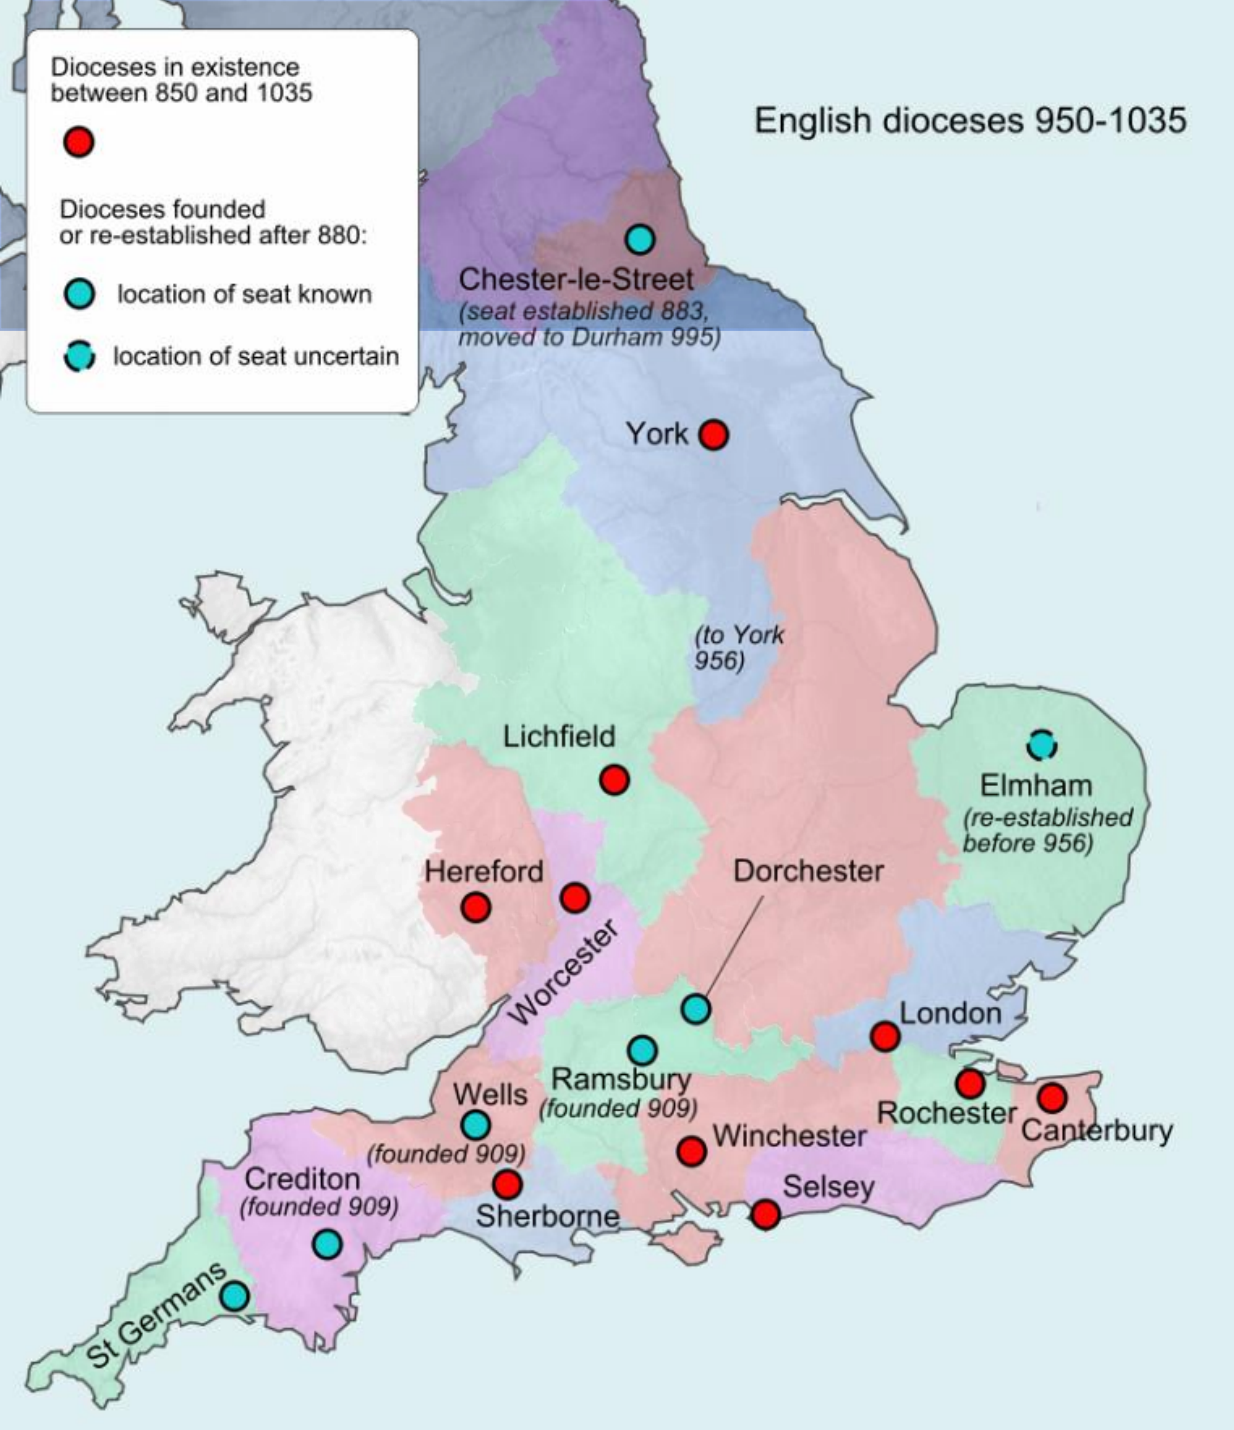 Dioceses in existence
between 850 and 1035
Dioceses founded
or re-established after 880:
location of seat known
location of seat uncertain
English dioceses 950-1035
Chester-le-Street
(seat established 883,
moved to Durham 995)
York
(to York
956)
Lichfield
Elmham
(re-established
before 956)
Hereford
Dorchester
Worcester
London
Ramsbury
(founded 909)
Wells
(founded 909)
Rochester
Canterbury
Winchester
Selsey
Crediton
(founded 909)
Sherborne
St Germans